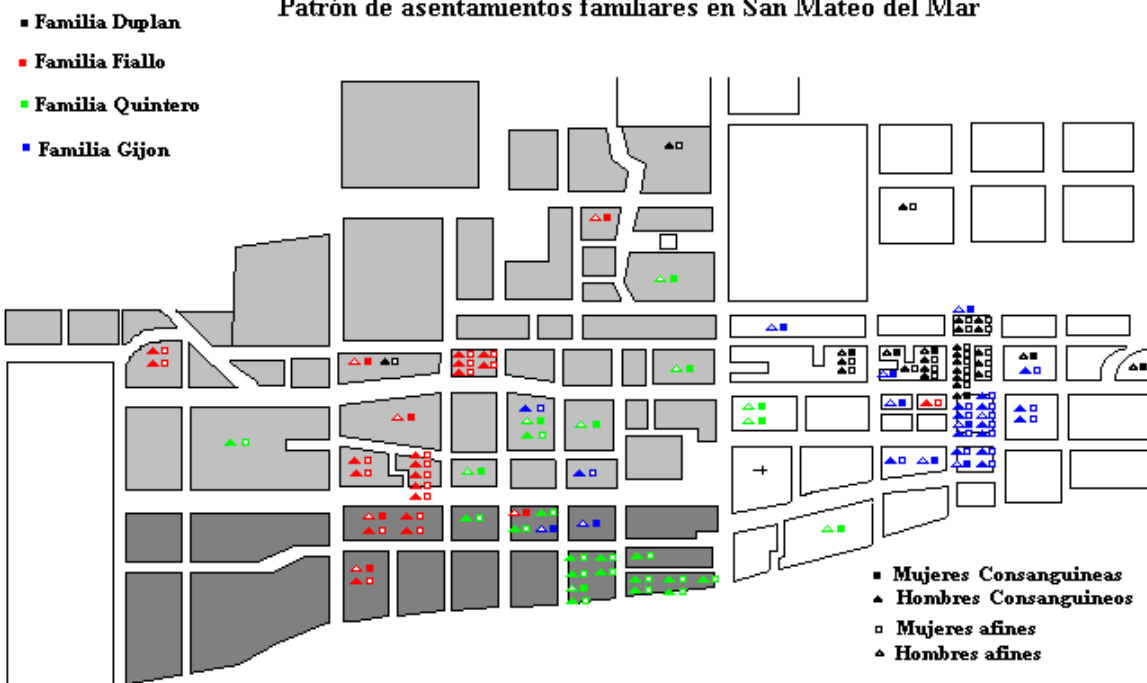 Patrón de asentamientos familiares en San Mateo del Mar
Familia Duplan
Familia Fiallo
Familia Quintero
Familia Gijon
Mujeres Consanguineas
Hombres Consanguineos
Mujeres afines
Hombres afines